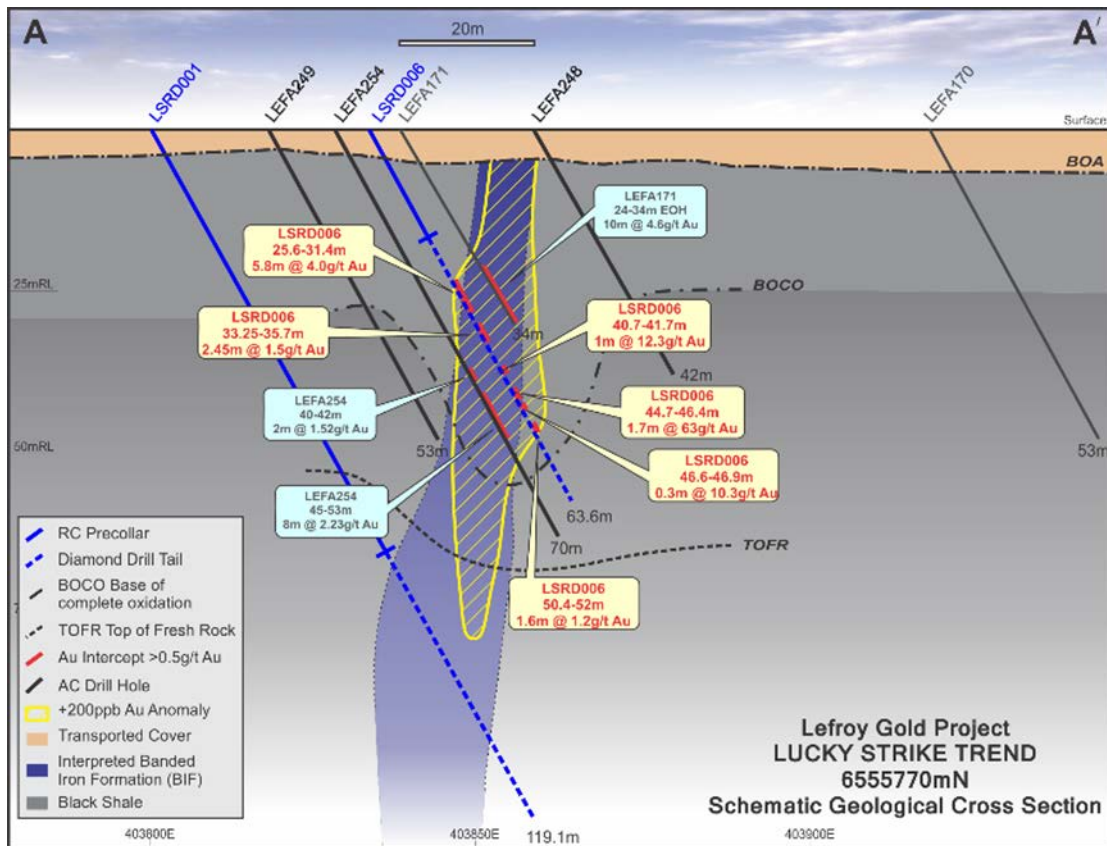 A
A'
20m
LSRD001
LEFA249
LEFA254
LSRD006
LEFA171
LEFA248
LEFA170
Surface
BOA
LEFA171
24-34m EOH
10m @ 4.6g/t Au
LSRD006
25.6-31.4m
5.8m @ 4.0g/t Au
25mRL
BOCO
LSRD006
33.25-35.7m
2.45m @ 1.5g/t Au
LSRD006
40.7-41.7m
1m @ 12.3g/t Au
34m
42m
LEFA254
40-42m
2m @ 1.52g/t Au
LSRD006
44.7-46.4m
1.7m @ 63g/t Au
50mRL
53m
53m
LSRD006
46.6-46.9m
0.3m @ 10.3g/t Au
LEFA254
45-53m
8m @ 2.23g/t Au
63.6m
70m
TOFR
LSRD006
50.4-52m
1.6m @ 1.2g/t Au
RC Precollar
Diamond Drill Tail
BOCO Base of
complete oxidation
TOFR Top of Fresh Rock
Au Intercept >0.5g/t Au
AC Drill Hole
+200ppb Au Anomaly
Transported Cover
Interpreted Banded
Iron Formation (BIF)
Black Shale
Lefroy Gold Project
LUCKY STRIKE TREND
6555770mN
Schematic Geological Cross Section
403800E
403850E
119.1m
403900E